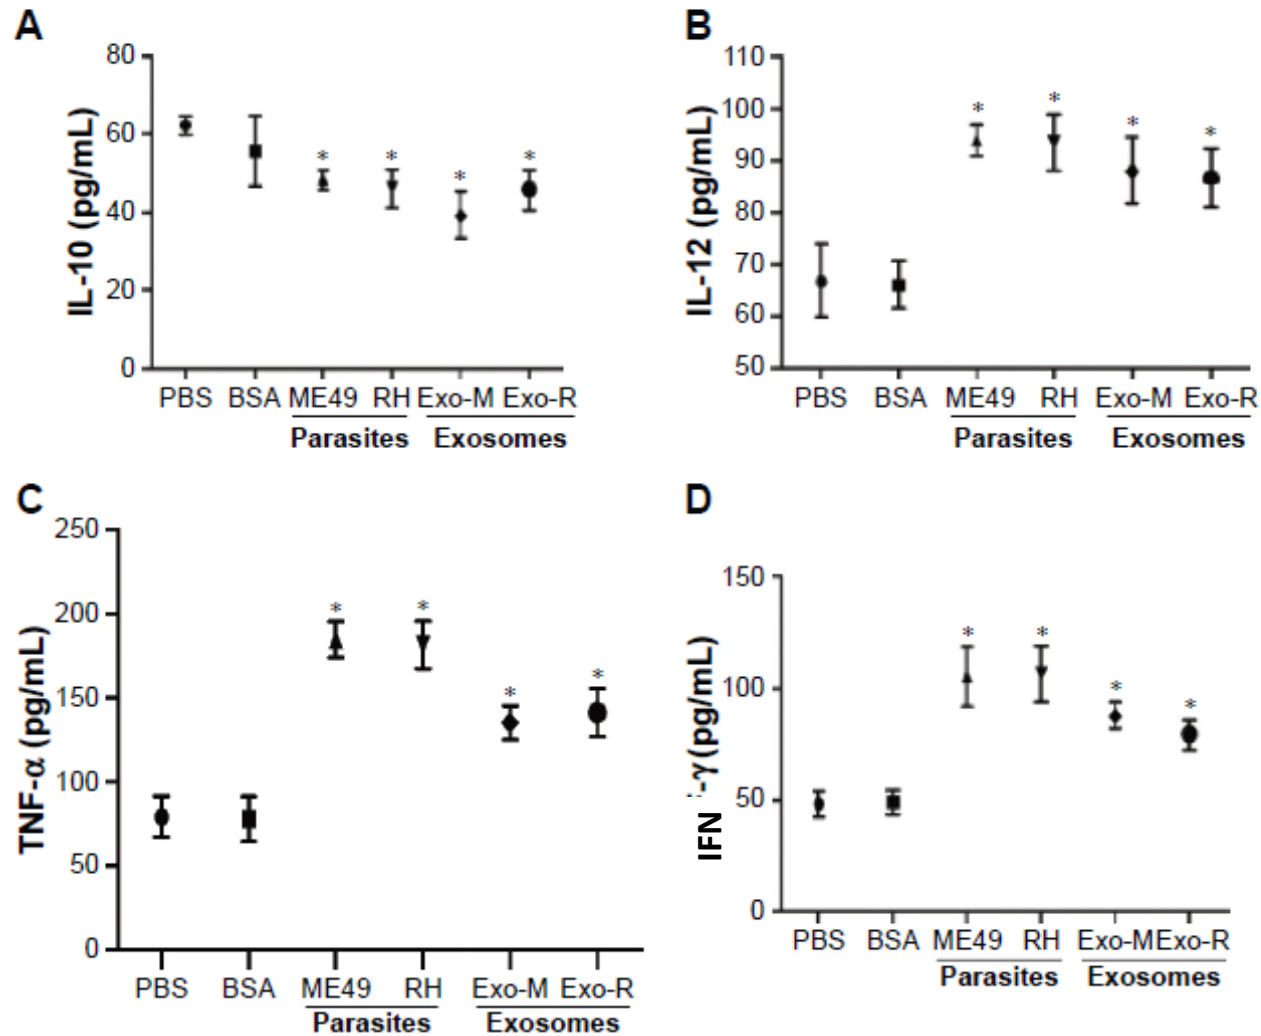 A
IL-10 (pg/mL)
80
60
40
20
0
PBS BSA ME49 RH Exo-M Exo-R
Parasites Exosomes
* * * *
B
IL-12 (pg/mL)
110
100
90
80
70
60
50
PBS BSA ME49 RH Exo-M Exo-R
Parasites Exosomes
* * * *
C
TNF-α (pg/mL)
250
200
150
100
50
0
PBS BSA ME49 RH Exo-M Exo-R
Parasites Exosomes
* * * *
D
IFN -γ (pg/mL)
150
100
50
0
PBS BSA ME49 RH Exo-M Exo-R
Parasites Exosomes
* * * *